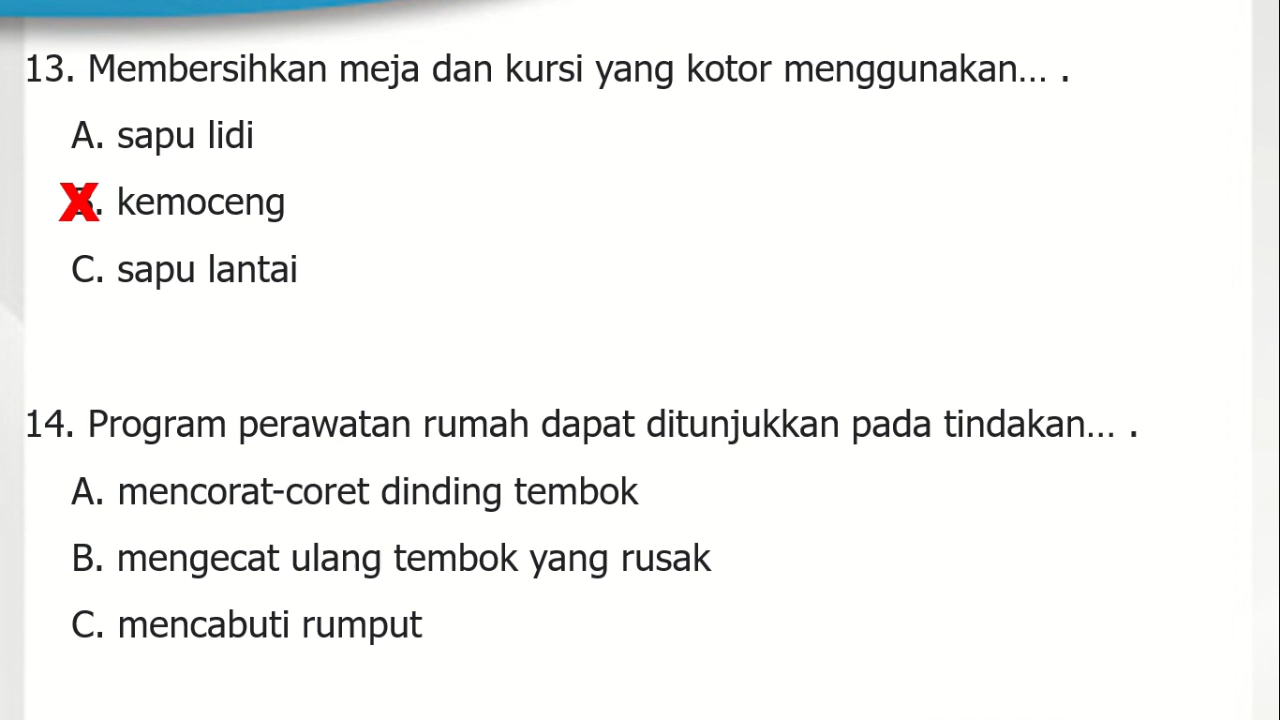 13. Membersihkan meja dan kursi yang kotor menggunakan... .
A. sapu lidi
X. kemoceng
C. sapu lantai
14. Program perawatan rumah dapat ditunjukkan pada tindakan... .
A. mencorat-coret dinding tembok
B. mengecat ulang tembok yang rusak
C. mencabuti rumput